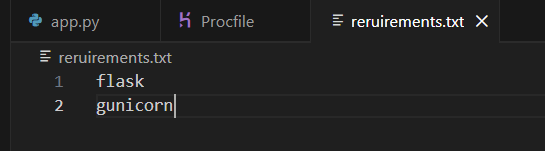 app.py Procfile reruirements.txt
reruirements.txt
1 flask
2 gunicorn